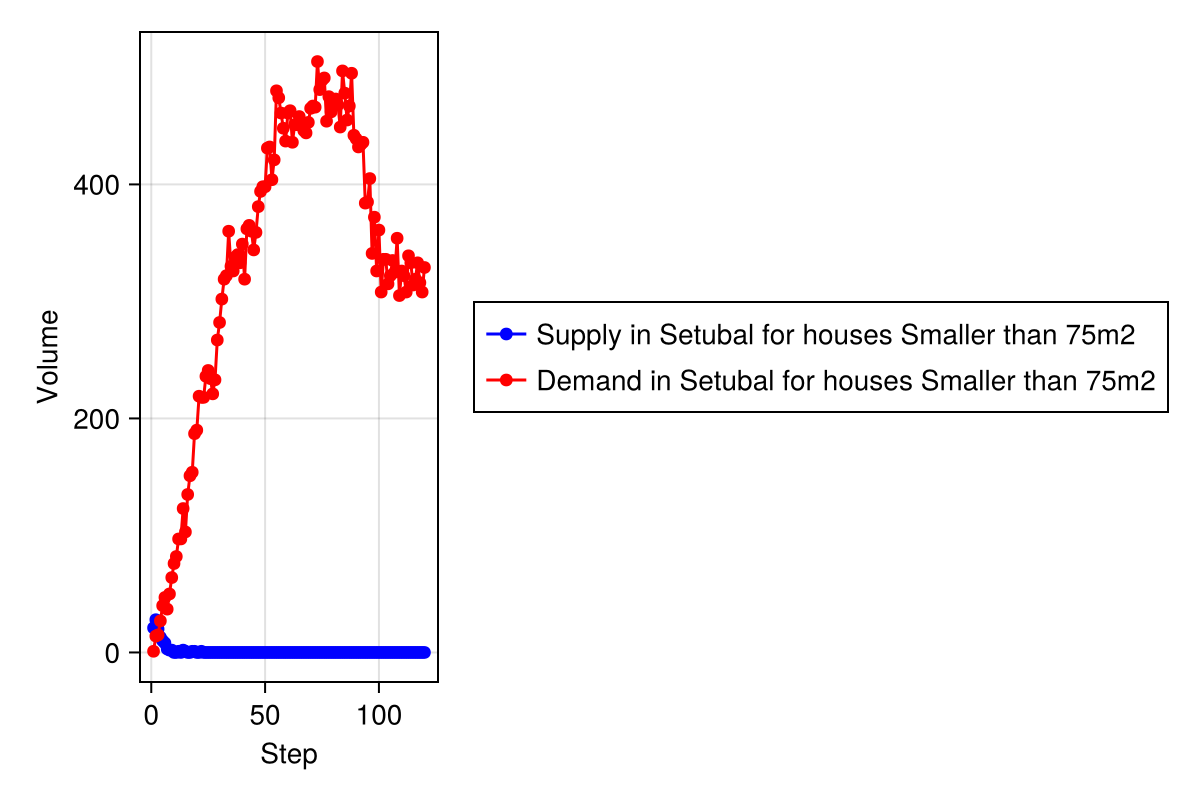 400
200
0
Volume
0 50 100
Step
Supply in Setubal for houses Smaller than 75m2
Demand in Setubal for houses Smaller than 75m2